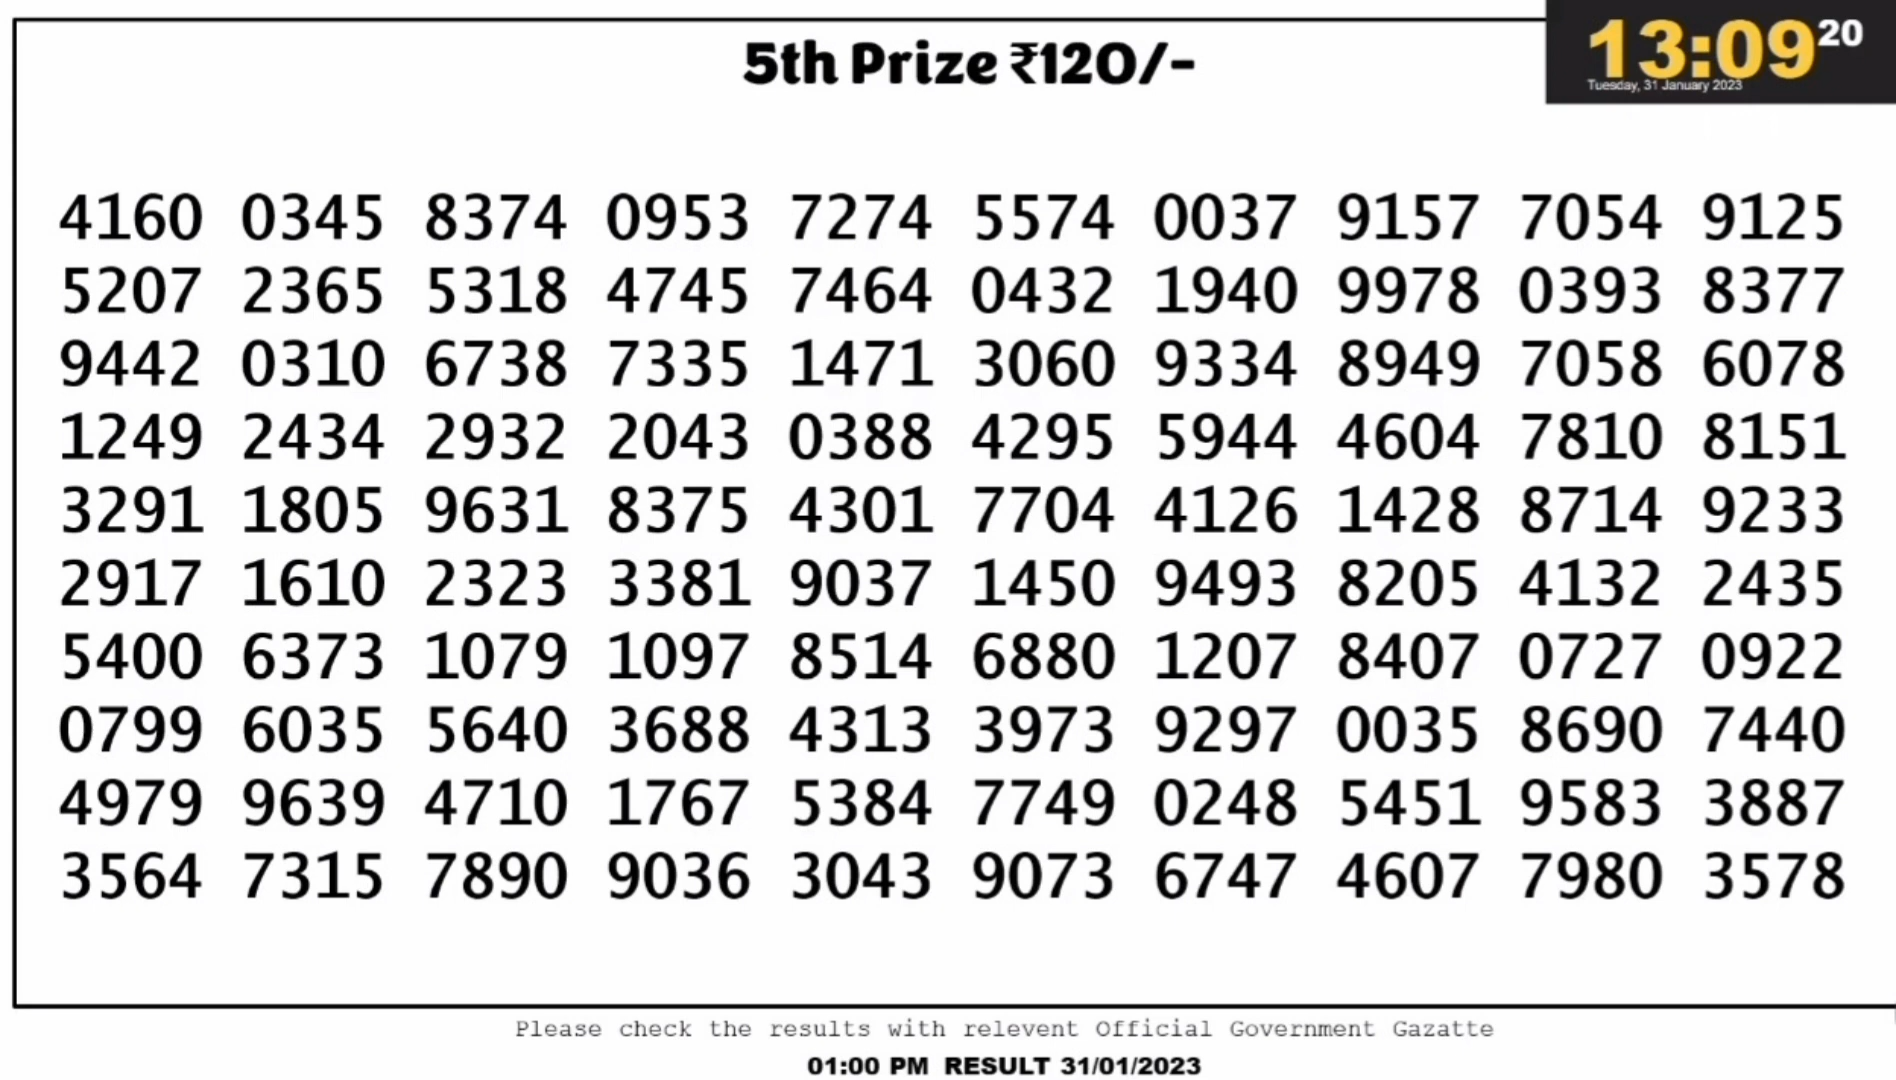 5th Prize ₹120/-
13:09 20
Tuesday, 31 January 2023
4160 0345 8374 0953 7274 5574 0037 9157 7054 9125
5207 2365 5318 4745 7464 0432 1940 9978 0393 8377
9442 0310 6738 7335 1471 3060 9334 8949 7058 6078
1249 2434 2932 2043 0388 4295 5944 4604 7810 8151
3291 1805 9631 8375 4301 7704 4126 1428 8714 9233
2917 1610 2323 3381 9037 1450 9493 8205 4132 2435
5400 6373 1079 1097 8514 6880 1207 8407 0727 0922
0799 6035 5640 3688 4313 3973 9297 0035 8690 7440
4979 9639 4710 1767 5384 7749 0248 5451 9583 3887
3564 7315 7890 9036 3043 9073 6747 4607 7980 3578
Please check the results with relevent Official Government Gazatte
01:00 PM RESULT 31/01/2023